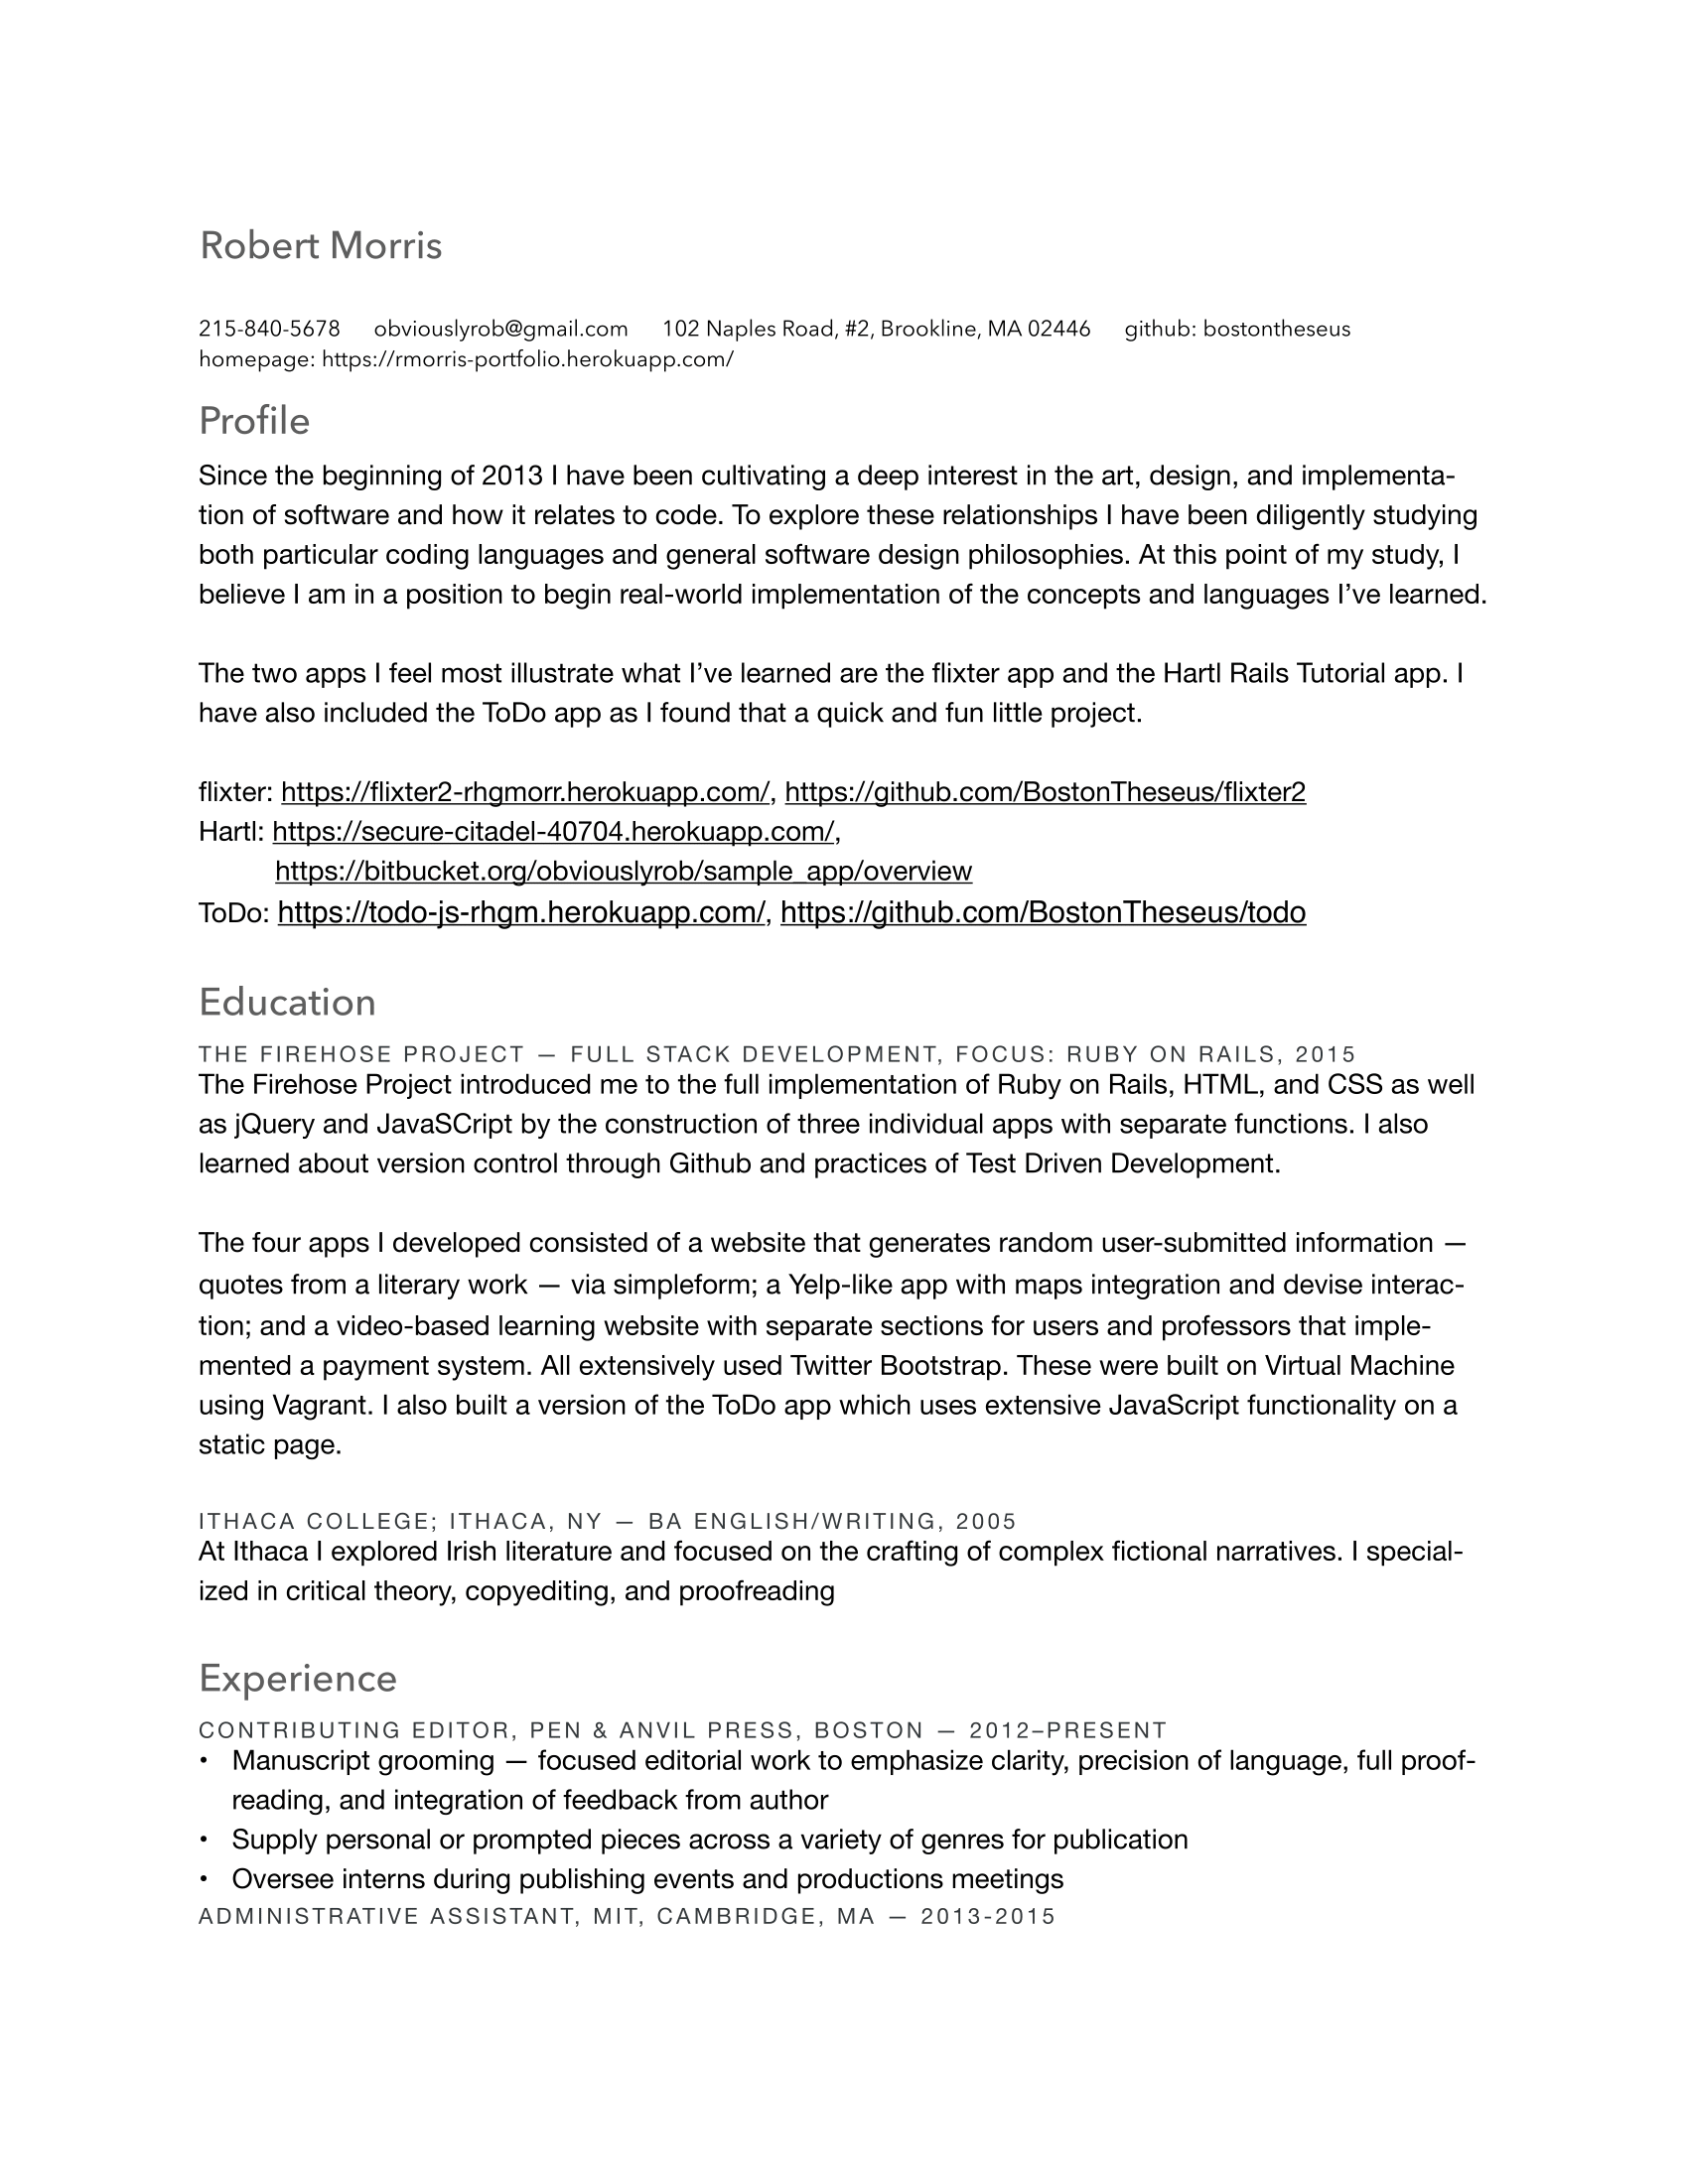 Robert Morris
215-840-5678 obviouslyrob@gmail.com 102 Naples Road, #2, Brookline, MA 02446 github: bostontheseus
homepage: https://rmorris-portfolio.herokuapp.com/
Profile
Since the beginning of 2013 I have been cultivating a deep interest in the art, design, and implementa-
tion of software and how it relates to code. To explore these relationships I have been diligently studying
both particular coding languages and general software design philosophies. At this point of my study, I
believe I am in a position to begin real-world implementation of the concepts and languages I’ve learned.
The two apps I feel most illustrate what I’ve learned are the flixter app and the Hartl Rails Tutorial app. I
have also included the ToDo app as I found that a quick and fun little project.
flixter: https://flixter2-rhgmorr.herokuapp.com/, https://github.com/BostonTheseus/flixter2
Hartl: https://secure-citadel-40704.herokuapp.com/,
https://bitbucket.org/obviouslyrob/sample_app/overview
ToDo: https://todo-js-rhgm.herokuapp.com/, https://github.com/BostonTheseus/todo
Education
THE FIREHOSE PROJECT — FULL STACK DEVELOPMENT, FOCUS: RUBY ON RAILS, 2015
The Firehose Project introduced me to the full implementation of Ruby on Rails, HTML, and CSS as well
as jQuery and JavaSCript by the construction of three individual apps with separate functions. I also
learned about version control through Github and practices of Test Driven Development.
The four apps I developed consisted of a website that generates random user-submitted information —
quotes from a literary work — via simpleform; a Yelp-like app with maps integration and devise interac-
tion; and a video-based learning website with separate sections for users and professors that imple-
mented a payment system. All extensively used Twitter Bootstrap. These were built on Virtual Machine
using Vagrant. I also built a version of the ToDo app which uses extensive JavaScript functionality on a
static page.
ITHACA COLLEGE; ITHACA, NY — BA ENGLISH/WRITING, 2005
At Ithaca I explored Irish literature and focused on the crafting of complex fictional narratives. I special-
ized in critical theory, copyediting, and proofreading
Experience
CONTRIBUTING EDITOR, PEN & ANVIL PRESS, BOSTON — 2012–PRESENT
• Manuscript grooming — focused editorial work to emphasize clarity, precision of language, full proof-
reading, and integration of feedback from author
• Supply personal or prompted pieces across a variety of genres for publication
• Oversee interns during publishing events and productions meetings
ADMINISTRATIVE ASSISTANT, MIT, CAMBRIDGE, MA — 2013-2015